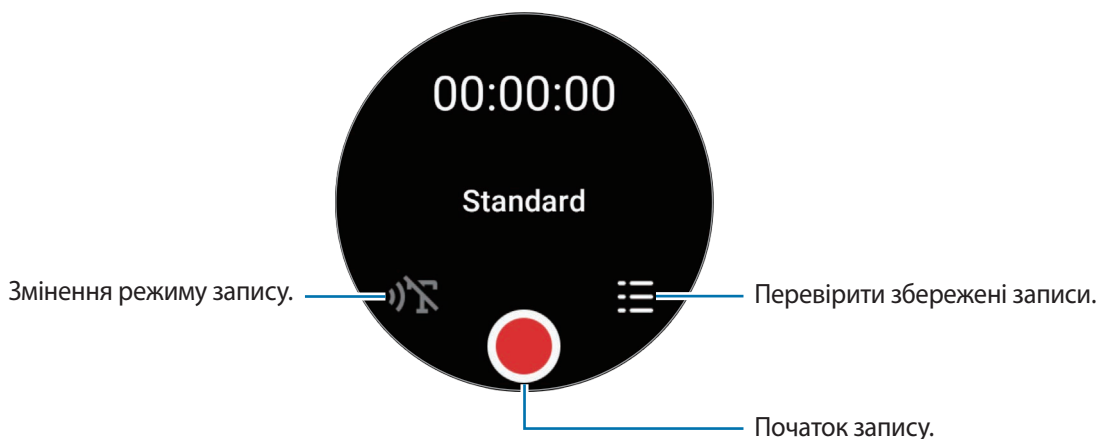 00:00:00
Standard
Змінення режиму запису.
Перевірити збережені записи.
Початок запису.